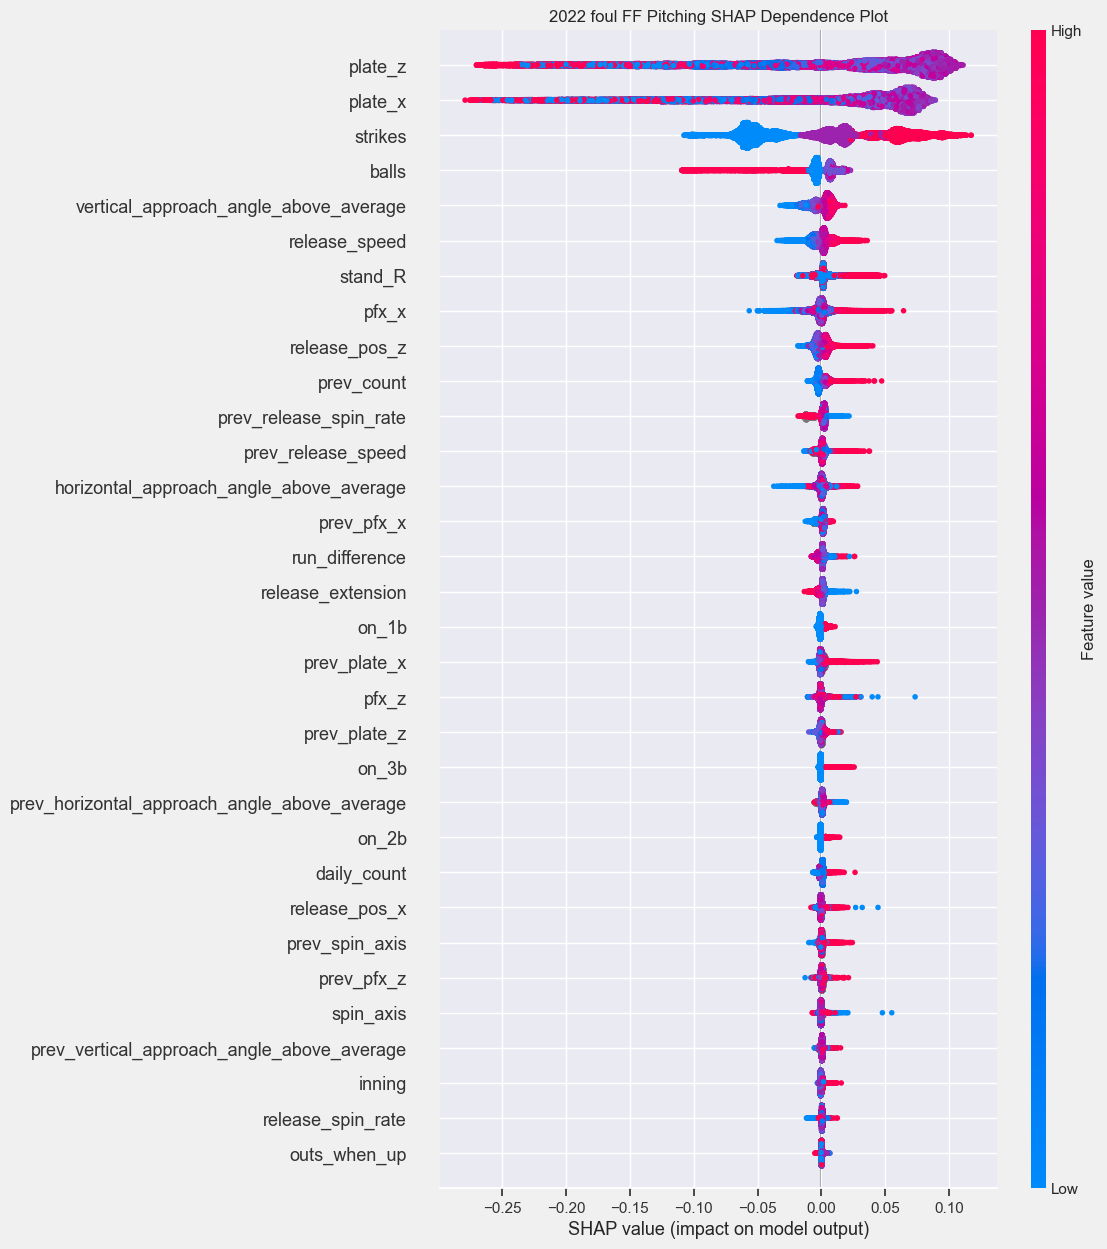 2022 foul FF Pitching SHAP Dependence Plot
High
plate_z
plate_x
strikes
balls
vertical_approach_angle_above_average
release_speed
stand_R
pfx_x
release_pos_z
prev_count
prev_release_spin_rate
prev_release_speed
horizontal_approach_angle_above_average
prev_pfx_x
run_difference
release_extension
on_1b
prev_plate_x
pfx_z
prev_plate_z
on_3b
prev_horizontal_approach_angle_above_average
on_2b
daily_count
release_pos_x
prev_spin_axis
prev_pfx_z
spin_axis
prev_vertical_approach_angle_above_average
inning
release_spin_rate
outs_when_up
Feature value
Low
−0.25 −0.20 −0.15 −0.10 −0.05 0.00 0.05 0.10
SHAP value (impact on model output)